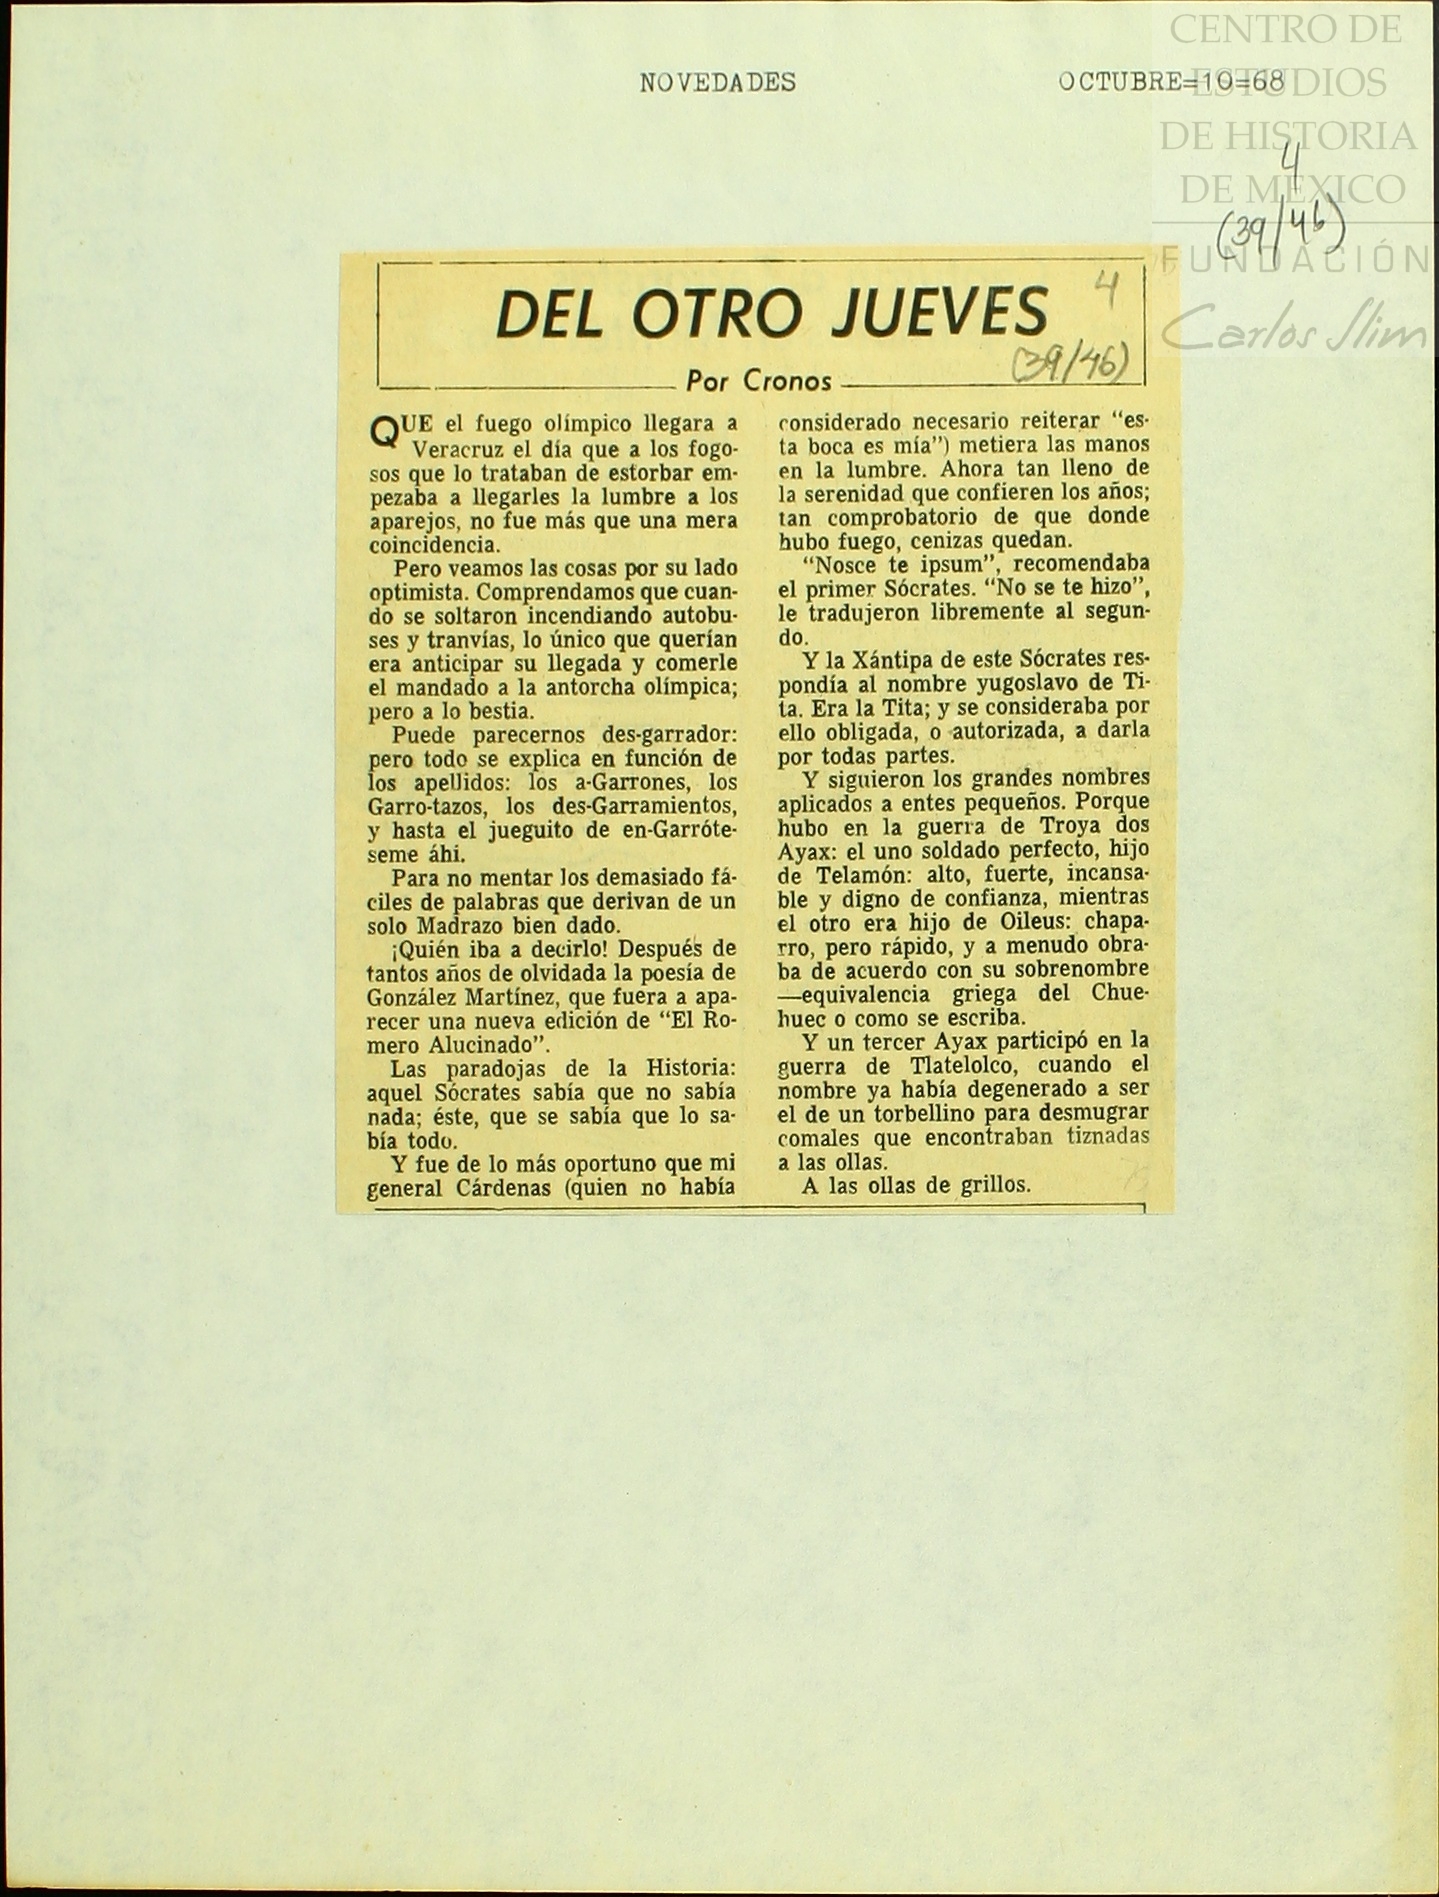 CENTRO DE
ESTUDIOS
DE HISTORIA
DE MÉXICO
FUNDACIÓN
Carlos Slim
NOVEDADES
OCTUBRE=10=68
4
(39/46)
DEL OTRO JUEVES
4
(39/46)
Por Cronos
QUE el fuego olímpico llegara a
Veracruz el día que a los fogo-
sos que lo trataban de estorbar em-
pezaba a llegarles la lumbre a los
aparejos, no fue más que una mera
coincidencia.
Pero veamos las cosas por su lado
optimista. Comprendamos que cuan-
do se soltaron incendiando autobu-
ses y tranvías, lo único que querían
era anticipar su llegada y comerle
el mandado a la antorcha olímpica;
pero a lo bestia.
Puede parecernos des-garrador:
pero todo se explica en función de
los apellidos: los a-Garrones, los
Garro-tazos, los des-Garramientos,
y hasta el jueguito de en-Garróte-
seme áhi.
Para no mentar los demasiado fá-
ciles de palabras que derivan de un
solo Madrazo bien dado.
¡Quién iba a decirlo! Después de
tantos años de olvidada la poesía de
González Martínez, que fuera a apa-
recer una nueva edición de "El Ro-
mero Alucinado".
Las paradojas de la Historia:
aquel Sócrates sabía que no sabía
nada; éste, que se sabía que lo sa-
bía todo.
Y fue de lo más oportuno que mi
general Cárdenas (quien no había
considerado necesario reiterar "es-
ta boca es mía") metiera las manos
en la lumbre. Ahora tan lleno de
la serenidad que confieren los años;
tan comprobatorio de que donde
hubo fuego, cenizas quedan.
"Nosce te ipsum", recomendaba
el primer Sócrates. "No se te hizo",
le tradujeron libremente al segun-
do.
Y la Xántipa de este Sócrates res-
pondía al nombre yugoslavo de Ti-
ta. Era la Tita; y se consideraba por
ello obligada, o autorizada, a darla
por todas partes.
Y siguieron los grandes nombres
aplicados a entes pequeños. Porque
hubo en la guerra de Troya dos
Ayax: el uno soldado perfecto, hijo
de Telamón: alto, fuerte, incansa-
ble y digno de confianza, mientras
el otro era hijo de Oileus: chapa-
rro, pero rápido, y a menudo obra-
ba de acuerdo con su sobrenombre
—equivalencia griega del Chue-
huec o como se escriba.
Y un tercer Ayax participó en la
guerra de Tlatelolco, cuando el
nombre ya había degenerado a ser
el de un torbellino para desmugrar
comales que encontraban tiznadas
a las ollas.
A las ollas de grillos.